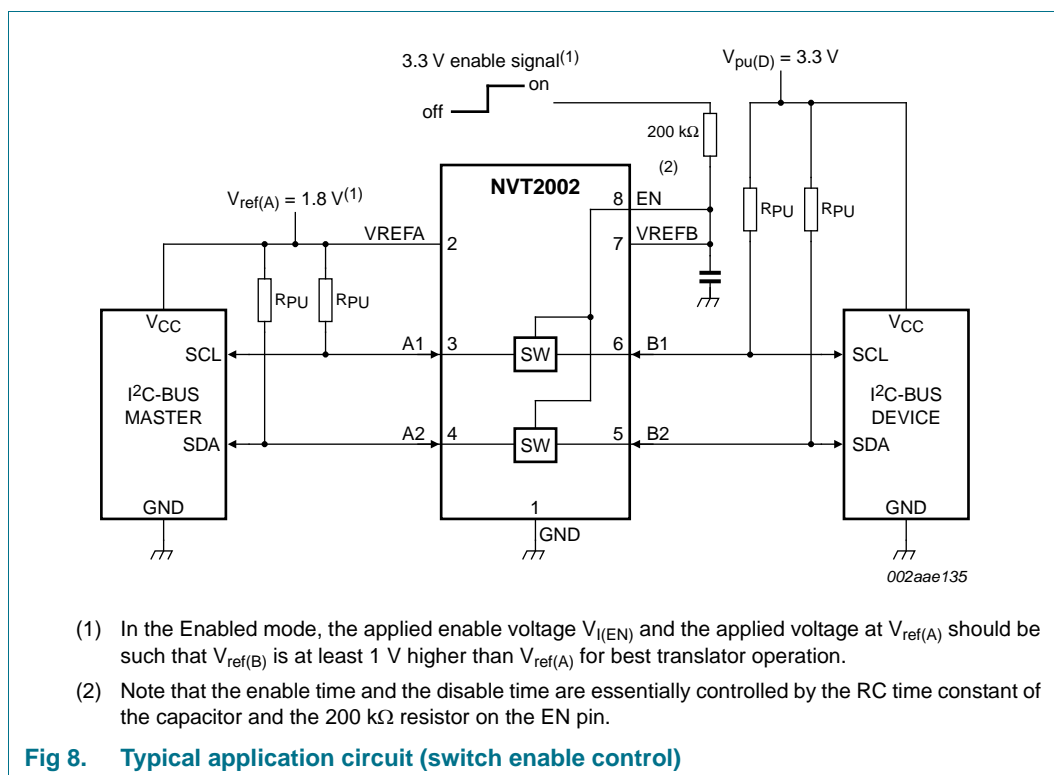 3.3 V enable signal(1)
on
off
Vpu(D) = 3.3 V
200 kΩ
(2)
NVT2002
8 EN
Vref(A) = 1.8 V(1)
RPU RPU
VREFA
2
7 VREFB
RPU RPU
VCC
VCC
SCL
A1 3
SW
6 B1
SCL
I2C-BUS
MASTER
I2C-BUS
DEVICE
SDA
A2 4
SW
5 B2
SDA
GND
1
GND
GND
002aae135
(1) In the Enabled mode, the applied enable voltage VI(EN) and the applied voltage at Vref(A) should be
such that Vref(B) is at least 1 V higher than Vref(A) for best translator operation.
(2) Note that the enable time and the disable time are essentially controlled by the RC time constant of
the capacitor and the 200 kΩ resistor on the EN pin.
Fig 8. Typical application circuit (switch enable control)